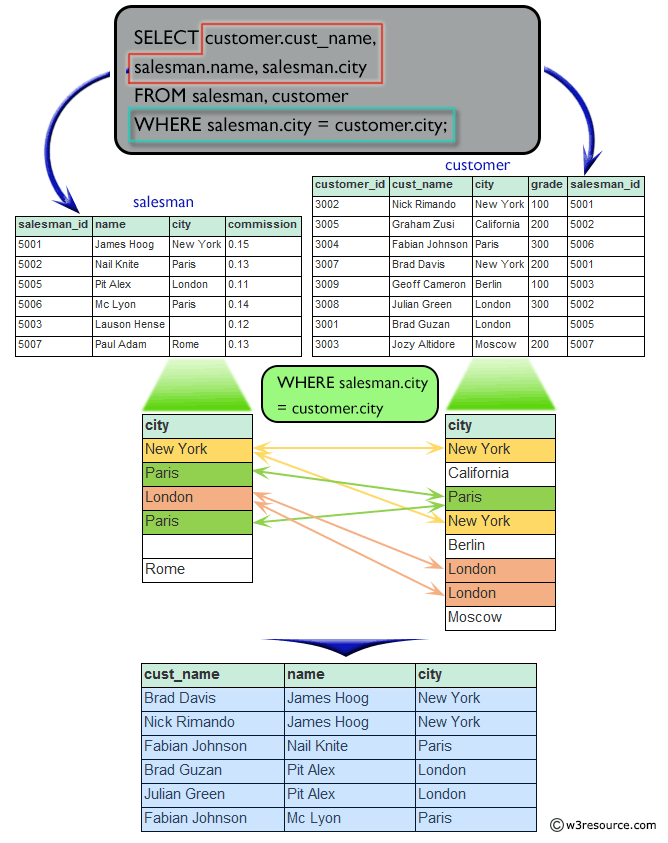 SELECT customer.cust_name,
salesman.name, salesman.city
FROM salesman, customer
WHERE salesman.city = customer.city;
customer
customer_id cust_name city grade salesman_id
3002 Nick Rimando New York 100 5001
3005 Graham Zusi California 200 5002
3004 Fabian Johnson Paris 300 5006
3007 Brad Davis New York 200 5001
3009 Geoff Cameron Berlin 100 5003
3008 Julian Green London 300 5002
3001 Brad Guzan London 5005
3003 Jozy Altidore Moscow 200 5007
salesman
salesman_id name city commission
5001 James Hoog New York 0.15
5002 Nail Knite Paris 0.13
5005 Pit Alex London 0.11
5006 Mc Lyon Paris 0.14
5003 Lauson Hense 0.12
5007 Paul Adam Rome 0.13
WHERE salesman.city
= customer.city
city
New York
Paris
London
Paris
Rome
city
New York
California
Paris
New York
Berlin
London
London
Moscow
cust_name name city
Brad Davis James Hoog New York
Nick Rimando James Hoog New York
Fabian Johnson Nail Knite Paris
Brad Guzan Pit Alex London
Julian Green Pit Alex London
Fabian Johnson Mc Lyon Paris
©w3resource.com